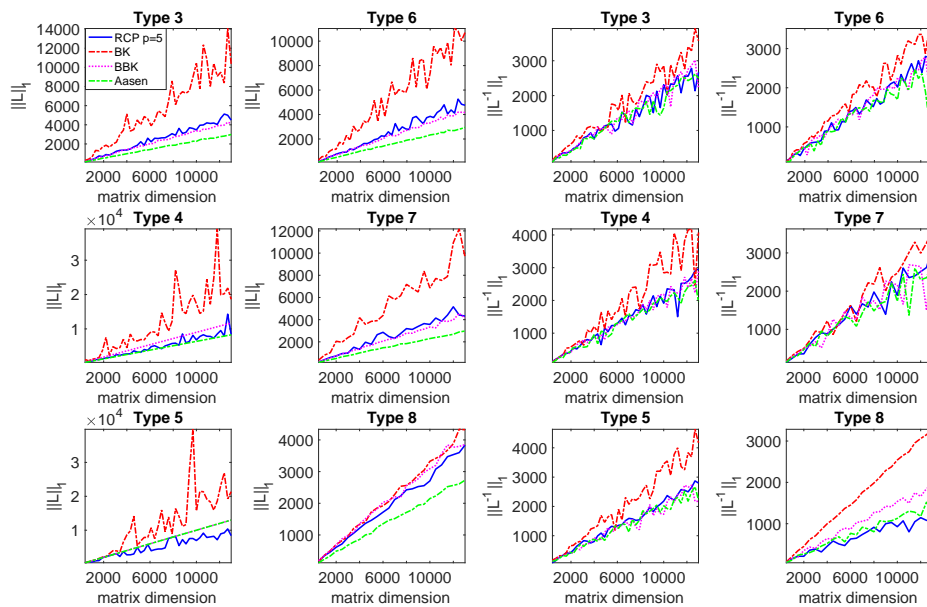 Type 3
14000
12000
10000
8000
6000
4000
2000
||L||₁
2000 6000 10000
matrix dimension
RCP p=5
BK
BBK
Aasen
Type 6
10000
8000
6000
4000
2000
||L||₁
2000 6000 10000
matrix dimension
Type 3
3000
2000
1000
||L⁻¹||₁
2000 6000 10000
matrix dimension
Type 6
3000
2000
1000
||L⁻¹||₁
2000 6000 10000
matrix dimension
Type 4
×10⁴
3
2
1
||L||₁
2000 6000 10000
matrix dimension
Type 7
12000
10000
8000
6000
4000
2000
||L||₁
2000 6000 10000
matrix dimension
Type 4
4000
3000
2000
1000
||L⁻¹||₁
2000 6000 10000
matrix dimension
Type 7
3000
2000
1000
||L⁻¹||₁
2000 6000 10000
matrix dimension
Type 5
×10⁴
3
2
1
||L||₁
2000 6000 10000
matrix dimension
Type 8
4000
3000
2000
1000
||L||₁
2000 6000 10000
matrix dimension
Type 5
4000
3000
2000
1000
||L⁻¹||₁
2000 6000 10000
matrix dimension
Type 8
3000
2000
1000
||L⁻¹||₁
2000 6000 10000
matrix dimension